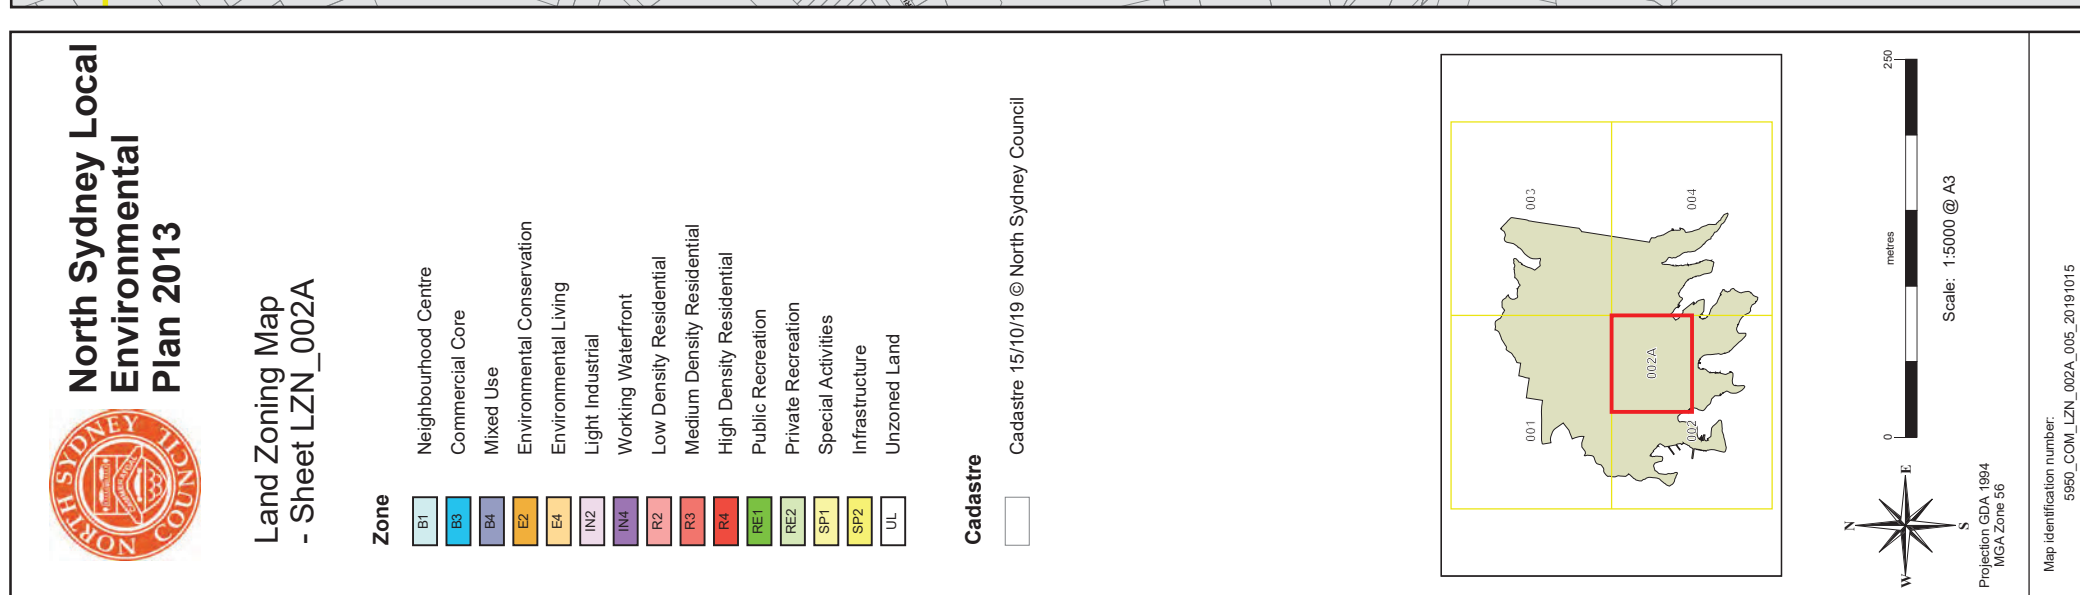 NORTH SYDNEY COUNCIL
North Sydney Local
Environmental
Plan 2013
Land Zoning Map
- Sheet LZN_002A
Zone
B1 Neighbourhood Centre
B3 Commercial Core
B4 Mixed Use
E2 Environmental Conservation
E4 Environmental Living
IN2 Light Industrial
IN4 Working Waterfront
R2 Low Density Residential
R3 Medium Density Residential
R4 High Density Residential
RE1 Public Recreation
RE2 Private Recreation
SP1 Special Activities
SP2 Infrastructure
UL Unzoned Land
Cadastre
Cadastre 15/10/19 © North Sydney Council
001
003
002A
002
004
N
W
E
S
0
metres
250
Scale: 1:5000 @ A3
Projection GDA 1994
MGA Zone 56
Map identification number:
5950_COM_LZN_002A_005_20191015